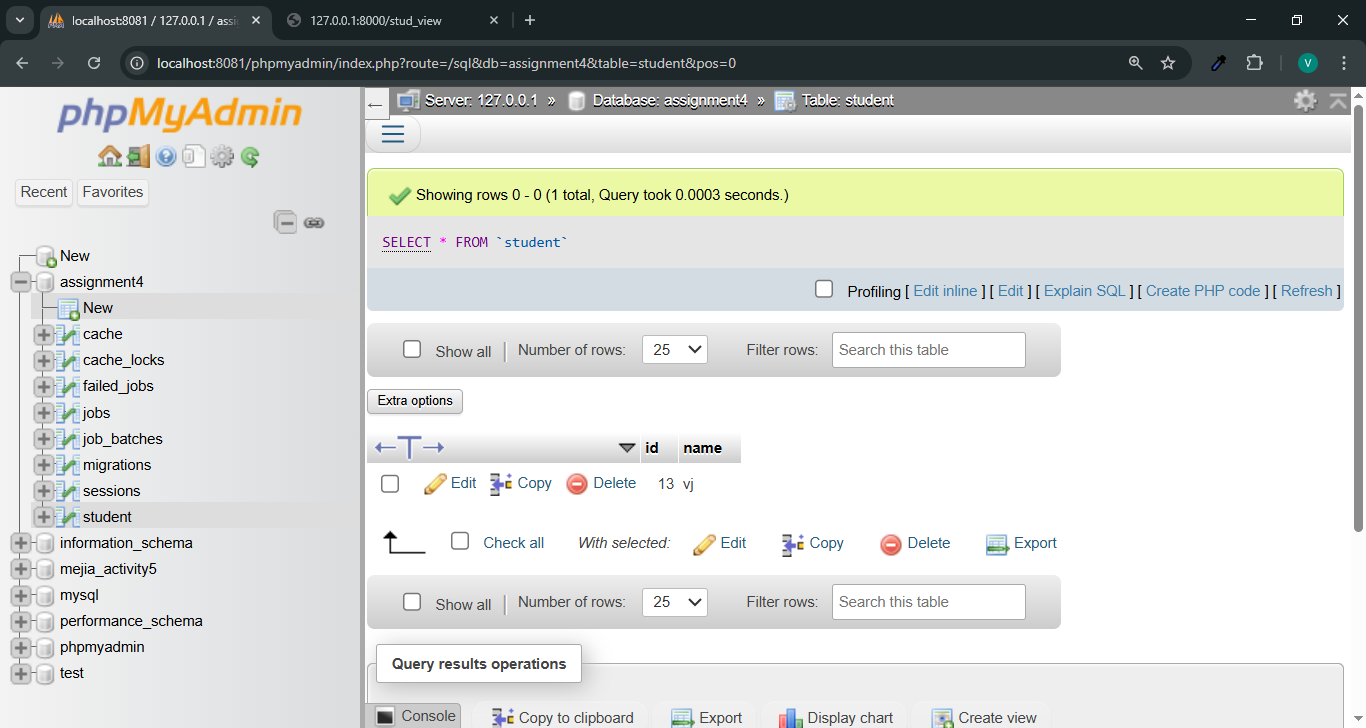 localhost:8081 / 127.0.0.1 / assi
127.0.0.1:8000/stud_view
localhost:8081/phpmyadmin/index.php?route=/sql&db=assignment4&table=student&pos=0
V
phpMyAdmin
Recent Favorites
New
assignment4
New
cache
cache_locks
failed_jobs
jobs
job_batches
migrations
sessions
student
information_schema
mejia_activity5
mysql
performance_schema
phpmyadmin
test
Server: 127.0.0.1 » Database: assignment4 » Table: student
Showing rows 0 - 0 (1 total, Query took 0.0003 seconds.)
SELECT * FROM `student`
Profiling [ Edit inline ] [ Edit ] [ Explain SQL ] [ Create PHP code ] [ Refresh ]
Show all | Number of rows: 25 Filter rows: Search this table
Extra options
id name
Edit Copy Delete 13 vj
Check all With selected: Edit Copy Delete Export
Show all | Number of rows: 25 Filter rows: Search this table
Query results operations
Console Copy to clipboard Export Display chart Create view